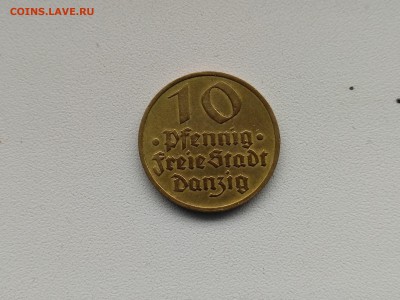 COINS.LAVE.RU
10
· Pfennig ·
Freie Stadt
Danzig